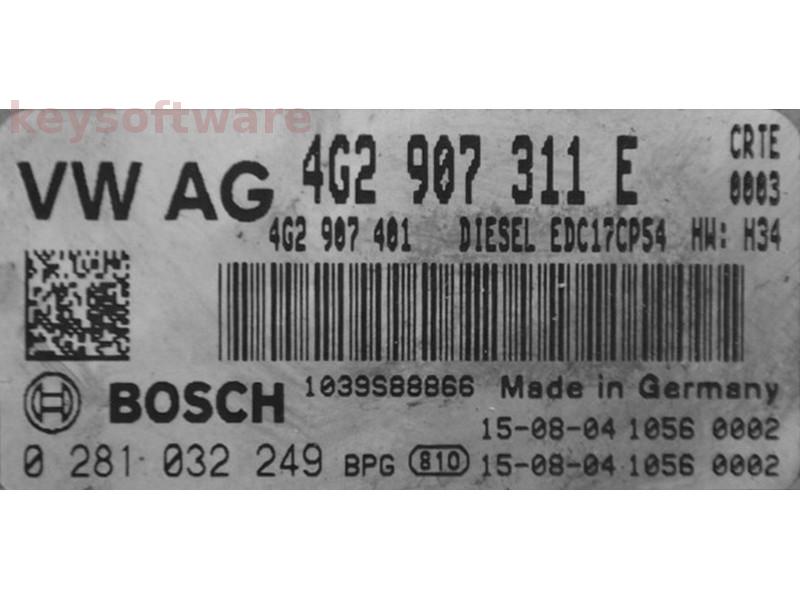 keysoftware
VW AG 4G2 907 311 E CRTE
0003
4G2 907 401 DIESEL EDC17CP54 HW: H34
BOSCH 1039S88866 Made in Germany
15-08-04 1056 0002
0 281 032 249 BPG 810 15-08-04 1056 0002